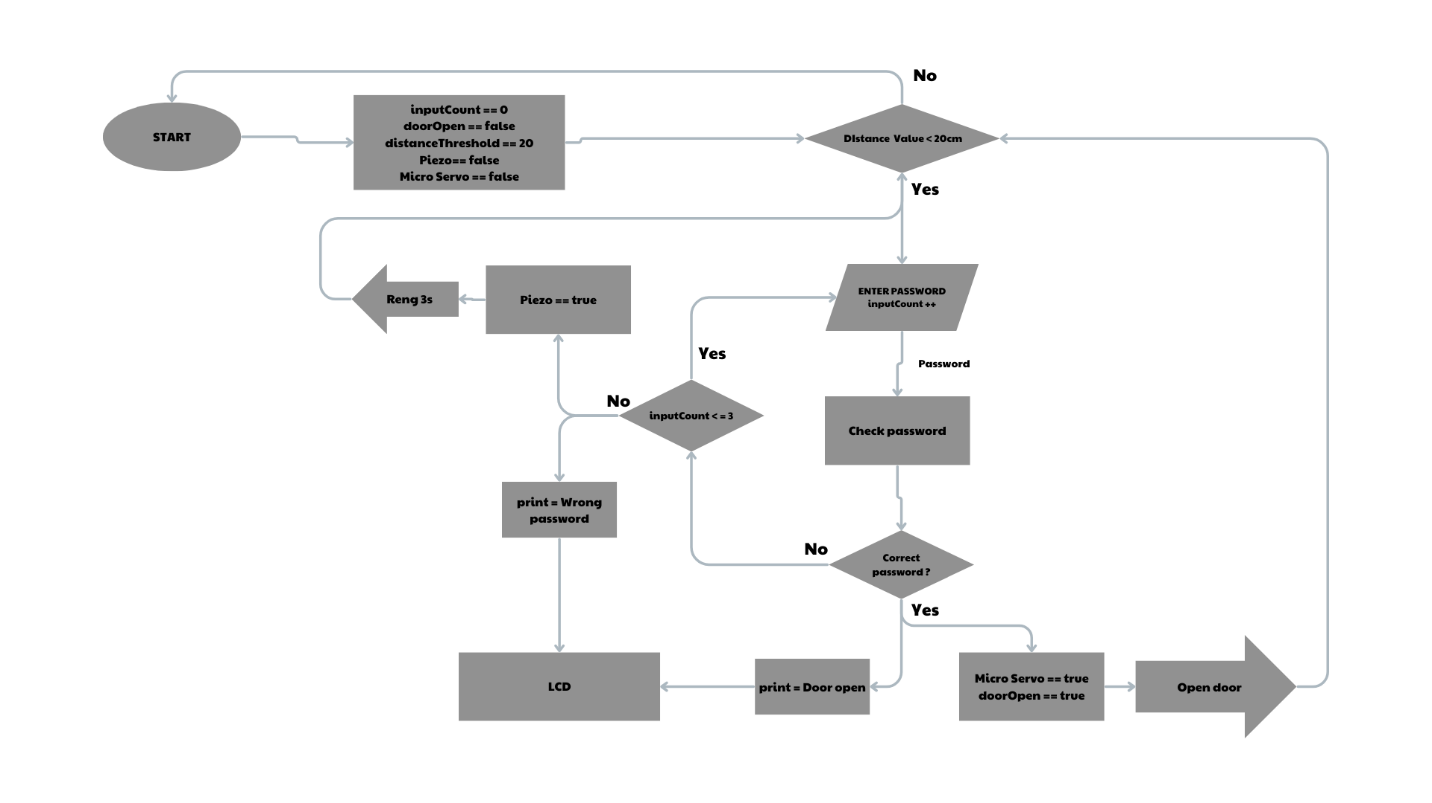 No
START
inputCount == 0
doorOpen == false
distanceThreshold == 20
Piezo== false
Micro Servo == false
DIstance Value < 20cm
Yes
Reng 3s
Piezo == true
ENTER PASSWORD
inputCount ++
Yes
Password
No
inputCount < = 3
Check password
print = Wrong
password
No
Correct
password ?
Yes
LCD
print = Door open
Micro Servo == true
doorOpen == true
Open door